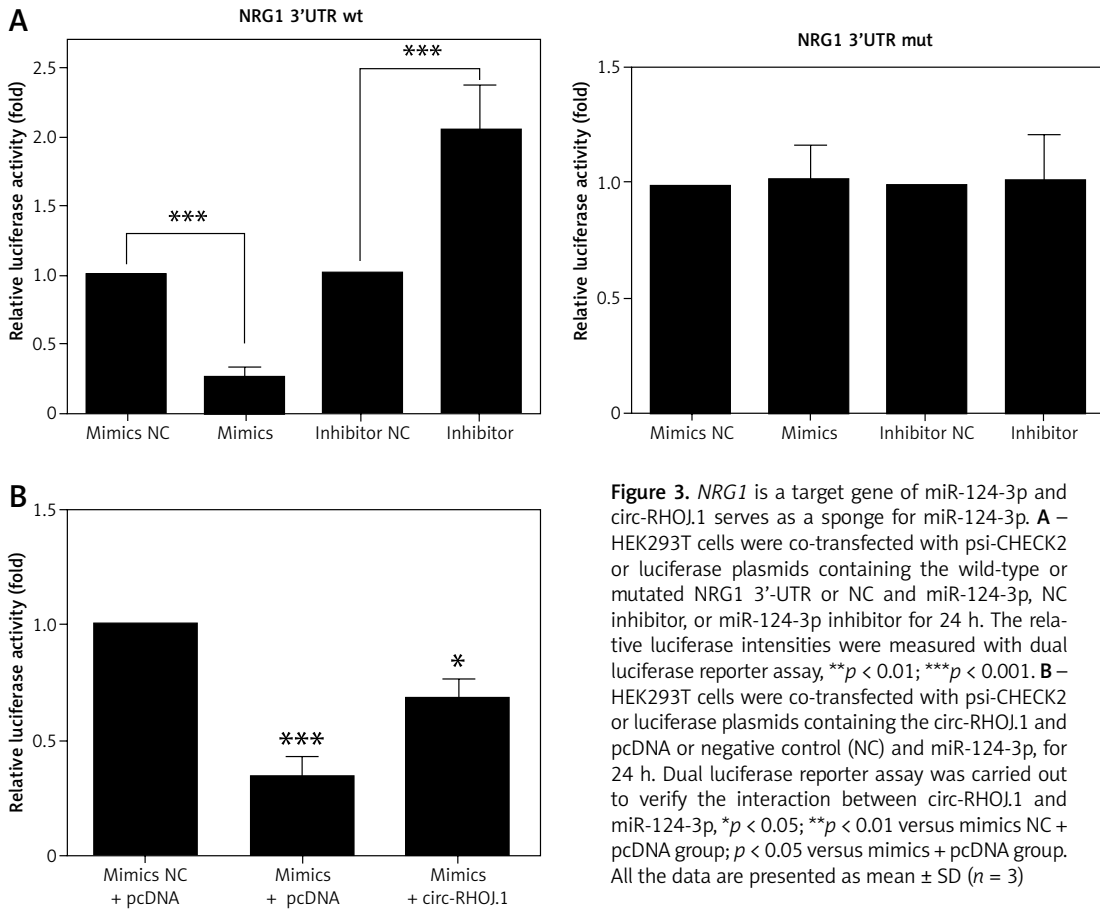 A
NRG1 3’UTR wt
Relative luciferase activity (fold)
2.5
2.0
1.5
1.0
0.5
0
***
***
Mimics NC
Mimics
Inhibitor NC
Inhibitor
NRG1 3’UTR mut
Relative luciferase activity (fold)
1.5
1.0
0.5
0
Mimics NC
Mimics
Inhibitor NC
Inhibitor
B
Relative luciferase activity (fold)
1.5
1.0
0.5
0
***
*
Mimics NC
+ pcDNA
Mimics
+ pcDNA
Mimics
+ circ-RHOJ.1
Figure 3. NRG1 is a target gene of miR-124-3p and
circ-RHOJ.1 serves as a sponge for miR-124-3p. A –
HEK293T cells were co-transfected with psi-CHECK2
or luciferase plasmids containing the wild-type or
mutated NRG1 3’-UTR or NC and miR-124-3p, NC
inhibitor, or miR-124-3p inhibitor for 24 h. The rela-
tive luciferase intensities were measured with dual
luciferase reporter assay, **p < 0.01; ***p < 0.001. B –
HEK293T cells were co-transfected with psi-CHECK2
or luciferase plasmids containing the circ-RHOJ.1 and
pcDNA or negative control (NC) and miR-124-3p, for
24 h. Dual luciferase reporter assay was carried out
to verify the interaction between circ-RHOJ.1 and
miR-124-3p, *p < 0.05; **p < 0.01 versus mimics NC +
pcDNA group; p < 0.05 versus mimics + pcDNA group.
All the data are presented as mean ± SD (n = 3)